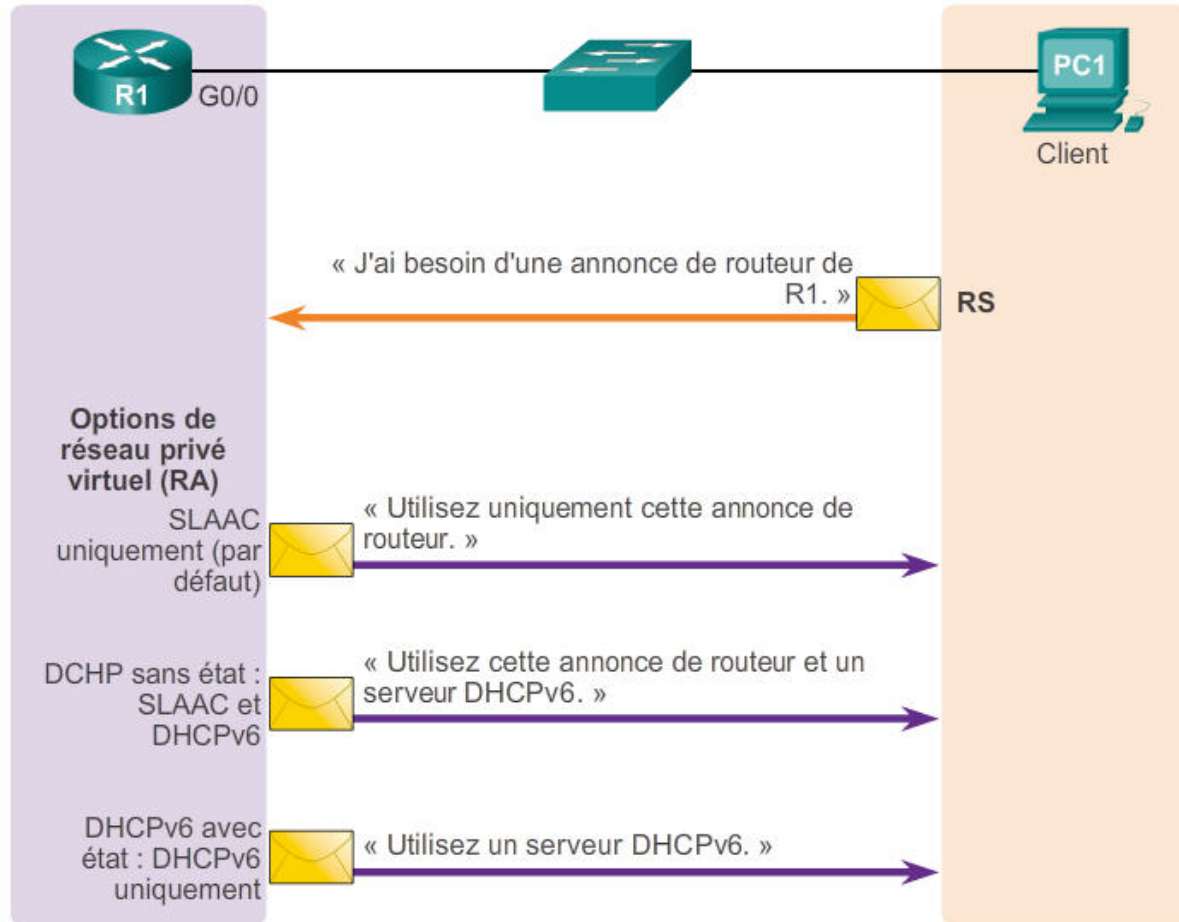 R1
G0/0
PC1
Client
« J'ai besoin d'une annonce de routeur de
R1. »
RS
Options de
réseau privé
virtuel (RA)
SLAAC
uniquement (par
défaut)
« Utilisez uniquement cette annonce de
routeur. »
DCHP sans état :
SLAAC et
DHCPv6
« Utilisez cette annonce de routeur et un
serveur DHCPv6. »
DHCPv6 avec
état : DHCPv6
uniquement
« Utilisez un serveur DHCPv6. »